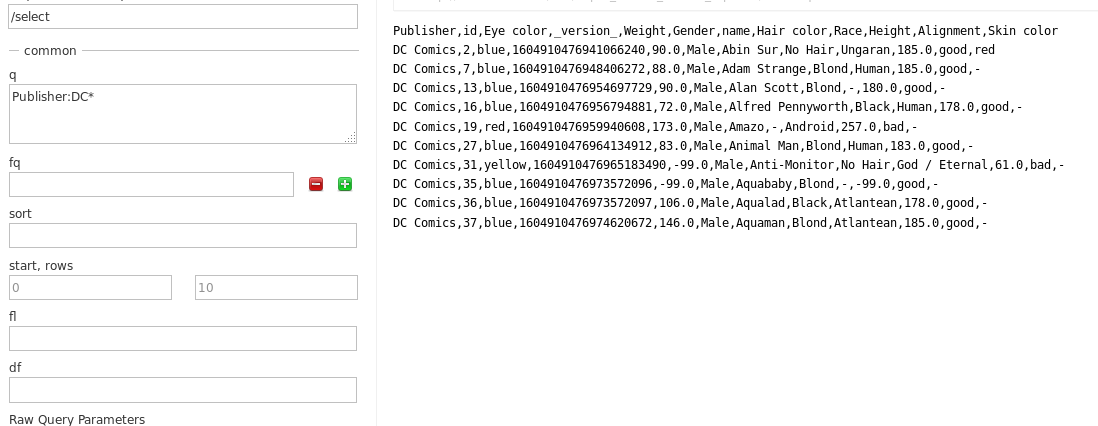 /select
common
q
Publisher:DC*
fq
sort
start, rows
0
10
fl
df
Raw Query Parameters
Publisher,id,Eye color,_version_,Weight,Gender,name,Hair color,Race,Height,Alignment,Skin color
DC Comics,2,blue,1604910476941066240,90.0,Male,Abin Sur,No Hair,Ungaran,185.0,good,red
DC Comics,7,blue,1604910476948406272,88.0,Male,Adam Strange,Blond,Human,185.0,good,-
DC Comics,13,blue,1604910476954697729,90.0,Male,Alan Scott,Blond,-,180.0,good,-
DC Comics,16,blue,1604910476956794881,72.0,Male,Alfred Pennyworth,Black,Human,178.0,good,-
DC Comics,19,red,1604910476959940608,173.0,Male,Amazo,-,Android,257.0,bad,-
DC Comics,27,blue,1604910476964134912,83.0,Male,Animal Man,Blond,Human,183.0,good,-
DC Comics,31,yellow,1604910476965183490,-99.0,Male,Anti-Monitor,No Hair,God / Eternal,61.0,bad,-
DC Comics,35,blue,1604910476973572096,-99.0,Male,Aquababy,Blond,-,-99.0,good,-
DC Comics,36,blue,1604910476973572097,106.0,Male,Aqualad,Black,Atlantean,178.0,good,-
DC Comics,37,blue,1604910476974620672,146.0,Male,Aquaman,Blond,Atlantean,185.0,good,-